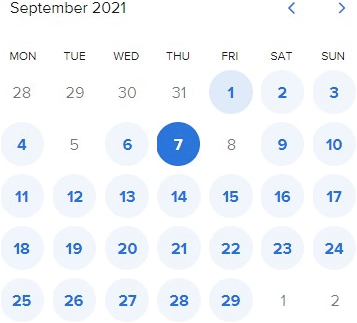 September 2021
MON TUE WED THU FRI SAT SUN
28 29 30 31 1 2 3
4 5 6 7 8 9 10
11 12 13 14 15 16 17
18 19 20 21 22 23 24
25 26 27 28 29 1 2